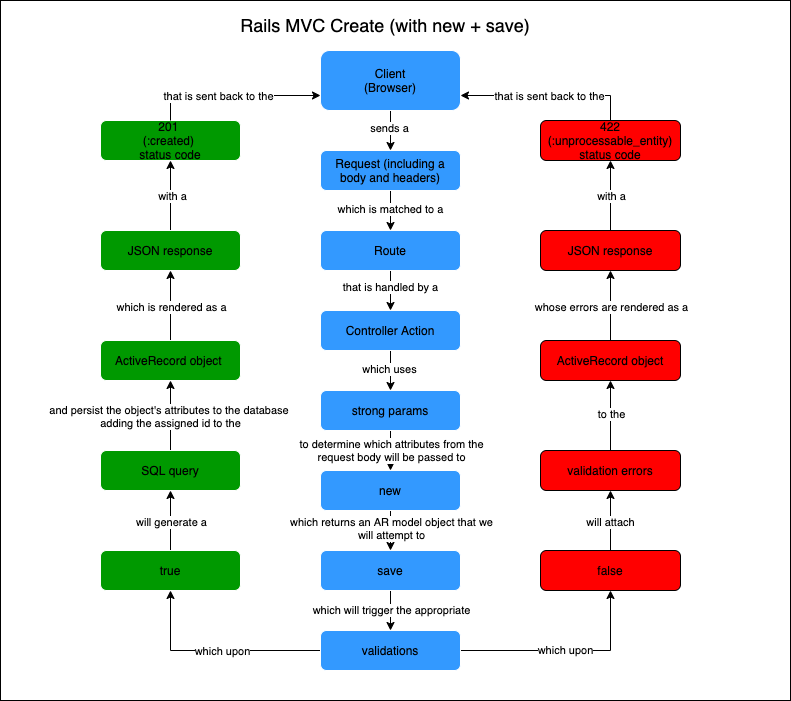 Rails MVC Create (with new + save)
Client
(Browser)
that is sent back to the
that is sent back to the
sends a
201
(:created)
status code
Request (including a
body and headers)
422
(:unprocessable_entity)
status code
with a
which is matched to a
with a
JSON response
Route
JSON response
which is rendered as a
that is handled by a
whose errors are rendered as a
Controller Action
ActiveRecord object
which uses
ActiveRecord object
and persist the object's attributes to the database
adding the assigned id to the
strong params
to the
to determine which attributes from the
request body will be passed to
SQL query
new
validation errors
will generate a
which returns an AR model object that we
will attempt to
will attach
true
save
false
which will trigger the appropriate
which upon
validations
which upon